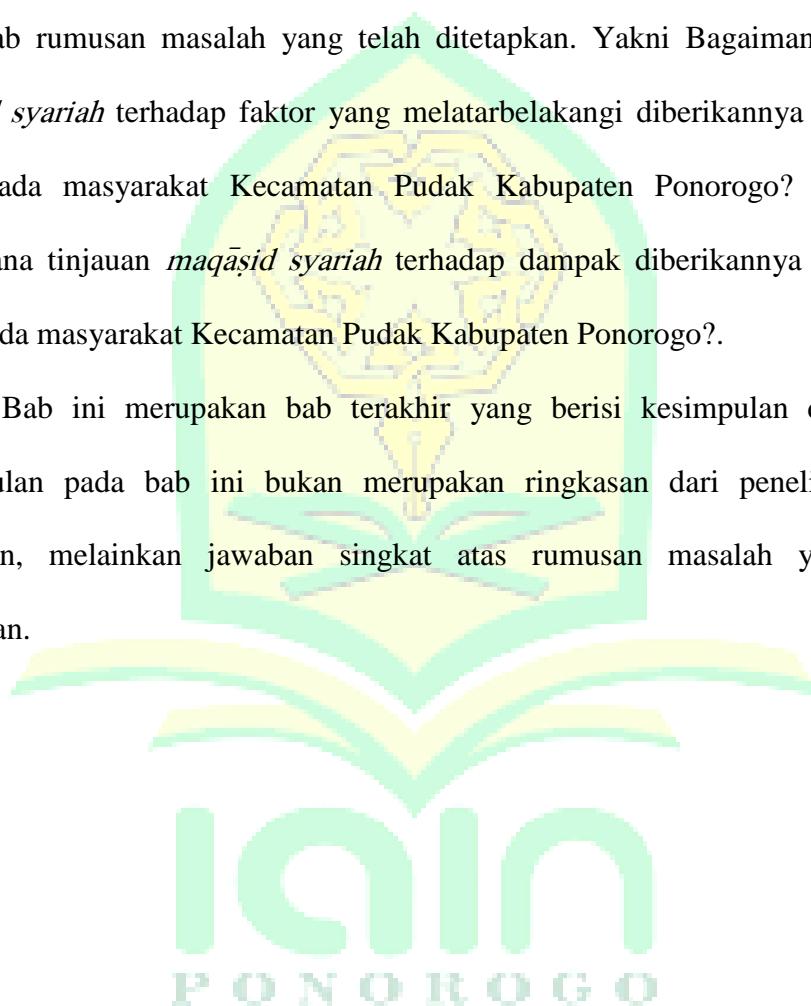 ab rumusan masalah yang telah ditetapkan. Yakni Bagaiman
syariah terhadap faktor yang melatarbelakangi diberikannya
ada masyarakat Kecamatan Pudak Kabupaten Ponorogo?
ana tinjauan maqāṣid syariah terhadap dampak diberikannya
da masyarakat Kecamatan Pudak Kabupaten Ponorogo?.
Bab ini merupakan bab terakhir yang berisi kesimpulan
ulan pada bab ini bukan merupakan ringkasan dari peneli
n, melainkan jawaban singkat atas rumusan masalah y
an.
iain
PONOROGO